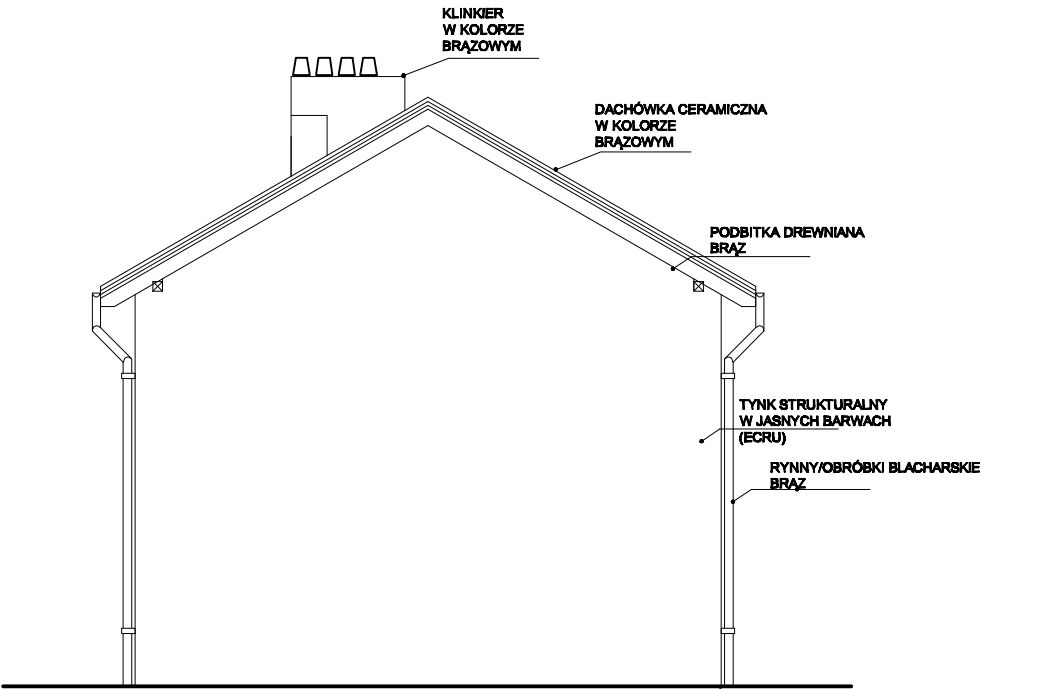 KLINKIER
W KOLORZE
BRĄZOWYM
DACHÓWKA CERAMICZNA
W KOLORZE
BRĄZOWYM
PODBITKA DREWNIANA
BRĄZ
TYNK STRUKTURALNY
W JASNYCH BARWACH
(ECRU)
RYNNY/OBRÓBKI BLACHARSKIE
BRĄZ